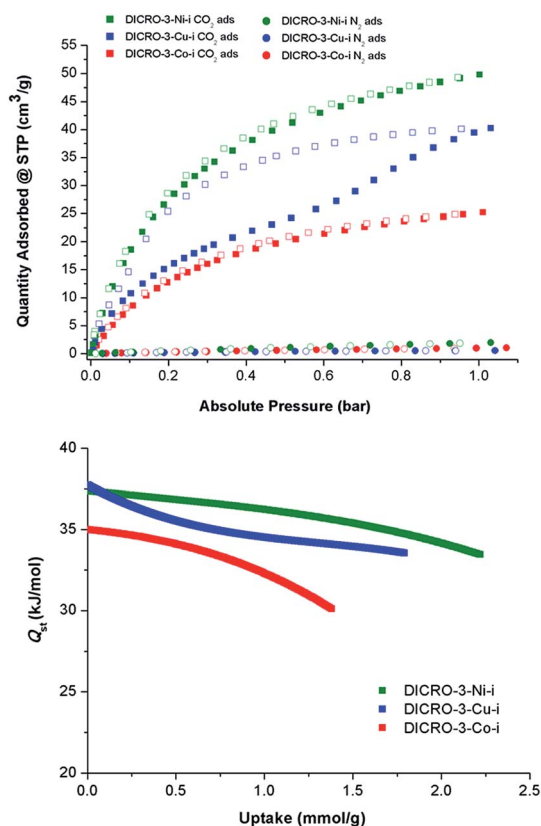 DICRO-3-Ni-i CO2 ads DICRO-3-Ni-i N2 ads
DICRO-3-Cu-i CO2 ads DICRO-3-Cu-i N2 ads
DICRO-3-Co-i CO2 ads DICRO-3-Co-i N2 ads
Quantity Adsorbed @ STP (cm3/g)
55
50
45
40
35
30
25
20
15
10
5
0
0.0 0.2 0.4 0.6 0.8 1.0
Absolute Pressure (bar)
Qst (kJ/mol)
40
35
30
25
20
DICRO-3-Ni-i
DICRO-3-Cu-i
DICRO-3-Co-i
0.0 0.5 1.0 1.5 2.0 2.5
Uptake (mmol/g)